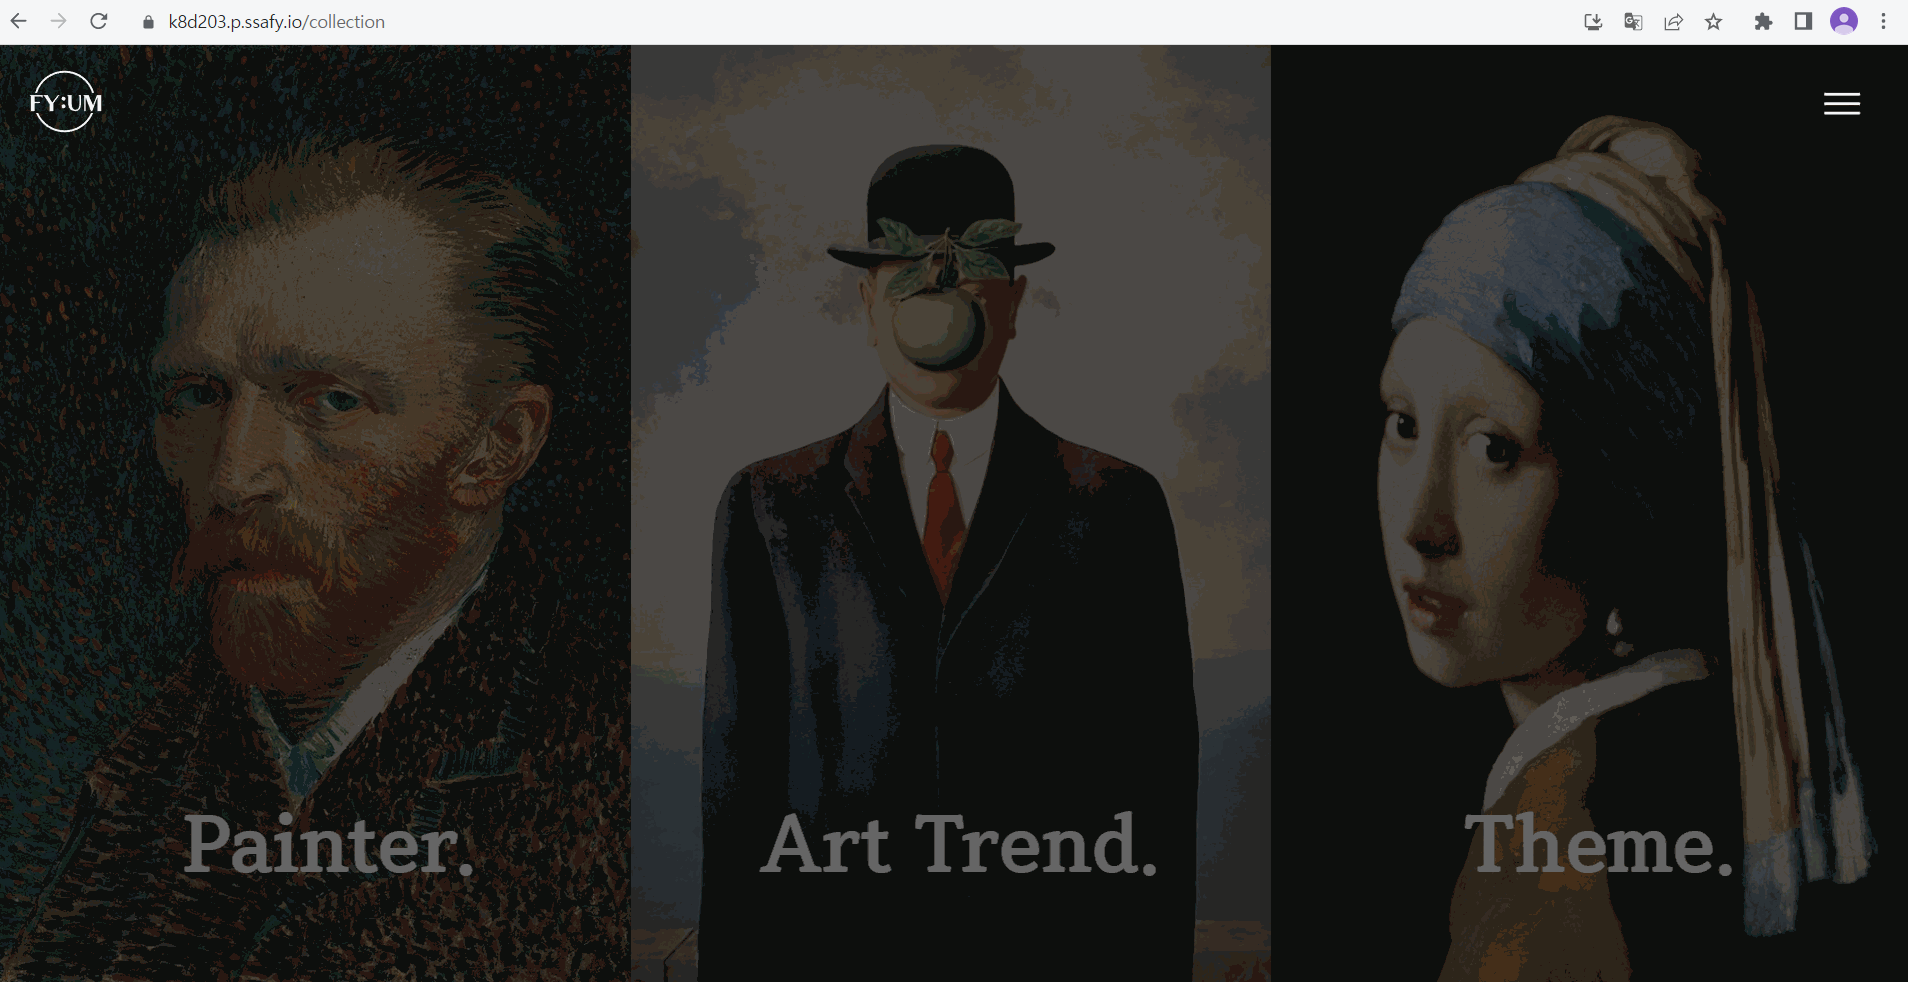 k8d203.p.ssafy.io/collection
FY:UM
Painter.
Art Trend.
Theme.